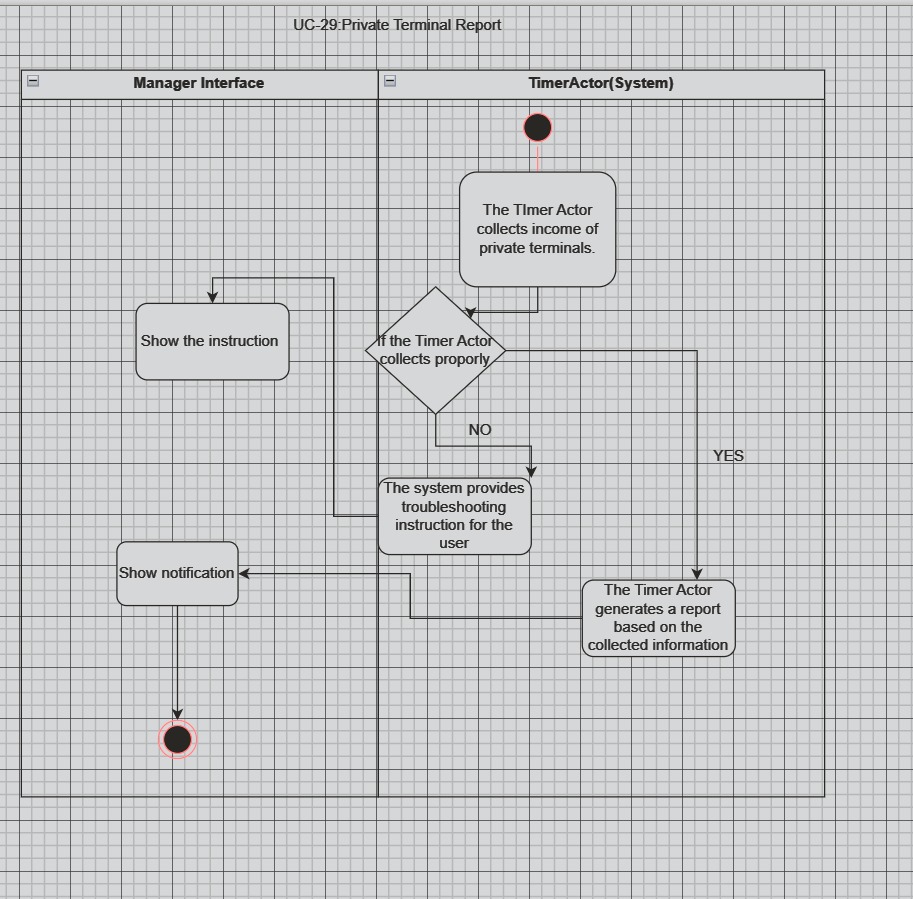 UC-29:Private Terminal Report
Manager Interface
TimerActor(System)
The TImer Actor
collects income of
private terminals.
Show the instruction
If the Timer Actor
collects proporly
NO
YES
The system provides
troubleshooting
instruction for the
user
Show notification
The Timer Actor
generates a report
based on the
collected information